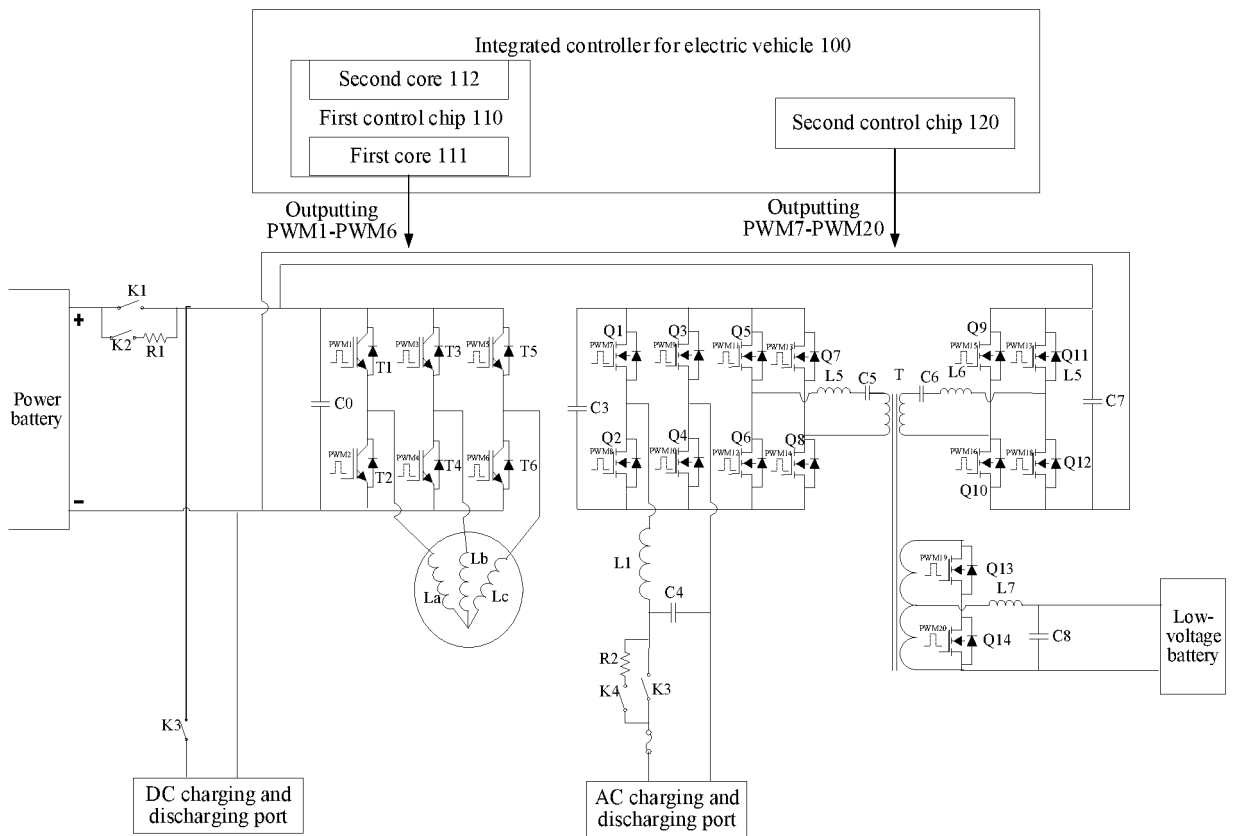 Integrated controller for electric vehicle 100
Second core 112
First control chip 110
First core 111
Second control chip 120
Outputting
PWM1-PWM6
Outputting
PWM7-PWM20
Power
battery
+
-
K1
K2
R1
C0
PWM1
T1
PWM3
T3
PWM5
T5
PWM2
T2
PWM4
T4
PWM6
T6
La
Lb
Lc
K3
DC charging and
discharging port
C3
Q1
PWM7
Q3
PWM9
Q5
PWM11
PWM13
Q7
Q2
PWM8
Q4
PWM10
Q6
PWM12
Q8
PWM14
L5
C5
T
C6
L6
Q9
PWM15
PWM13
Q11
L5
C7
PWM16
Q10
PWM18
Q12
L1
C4
R2
K4
K3
AC charging and
discharging port
PWM19
Q13
L7
PWM20
Q14
C8
Low-
voltage
battery